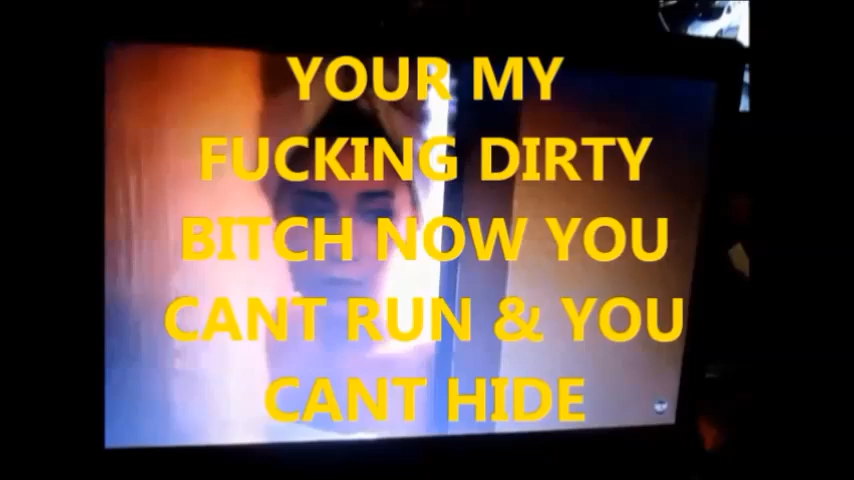 YOUR MY
FUCKING DIRTY
BITCH NOW YOU
CANT RUN & YOU
CANT HIDE